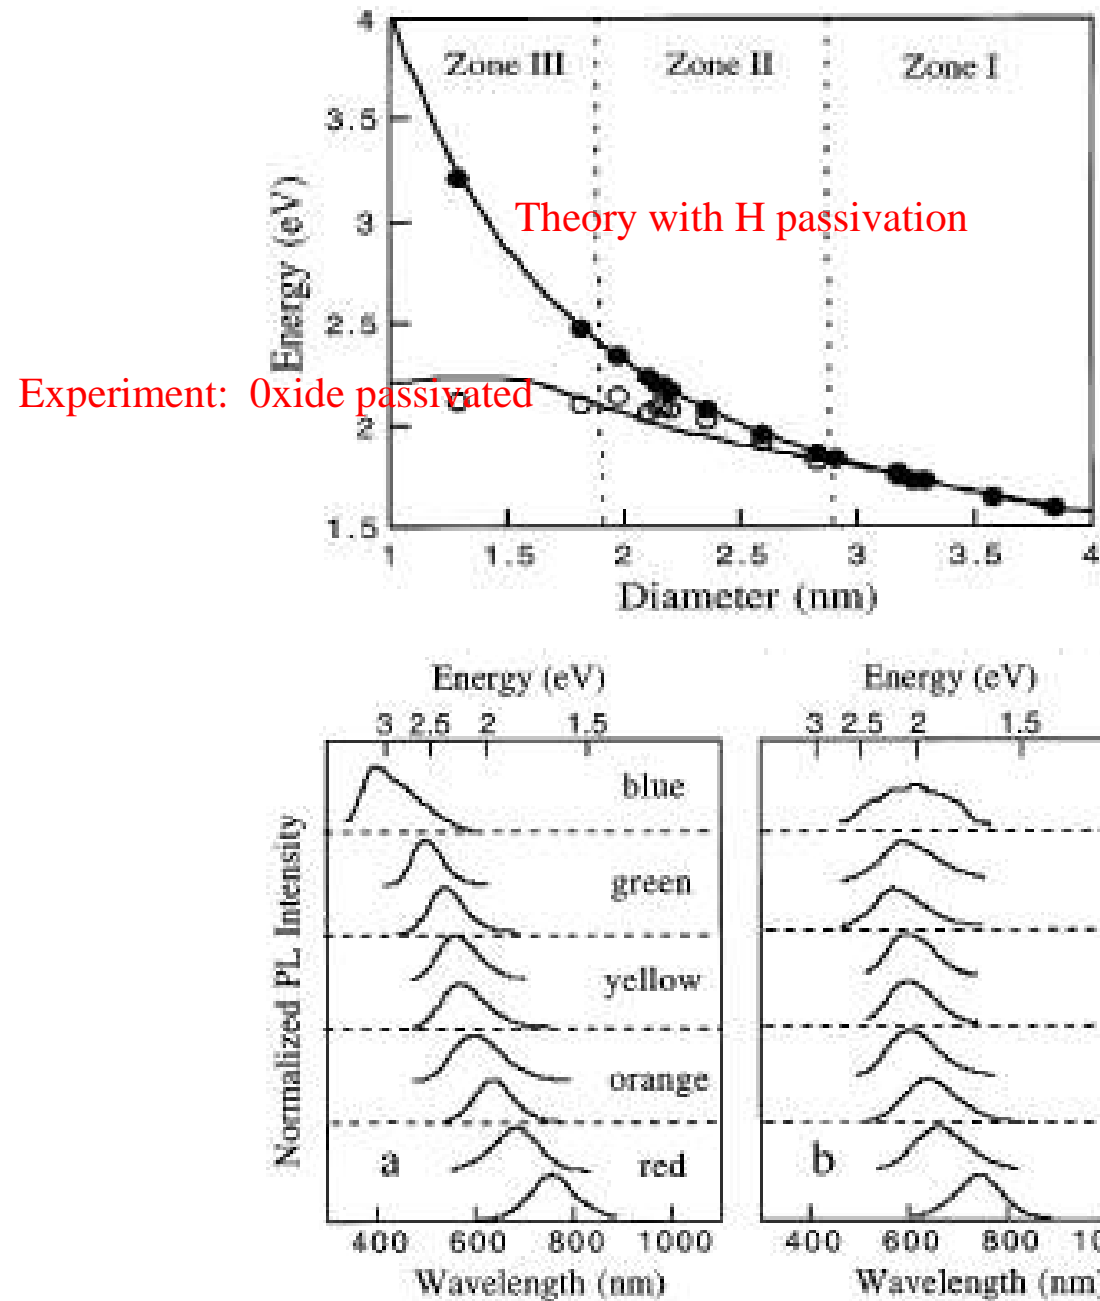 4
Zone III Zone II Zone I
3.5
Theory with H passivation
3
Energy (eV)
2.5
Experiment: 0xide passivated
2
1.5
1 1.5 2 2.5 3 3.5 4
Diameter (nm)
Energy (eV) Energy (eV)
3 2.5 2 1.5 3 2.5 2 1.5
blue
green
Normalized PL Intensity
yellow
orange
a red b
400 600 800 1000 400 600 800 10
Wavelength (nm) Wavelength (nm)